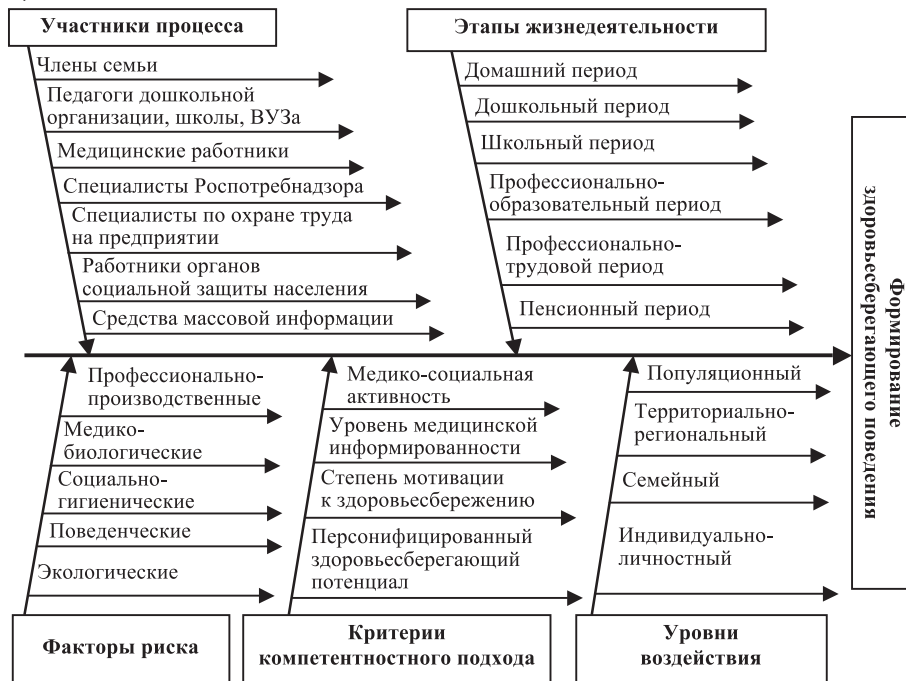 Участники процесса
Члены семьи
Педагоги дошкольной
организации, школы, ВУЗа
Медицинские работники
Специалисты Роспотребнадзора
Специалисты по охране труда
на предприятии
Работники органов
социальной защиты населения
Средства массовой информации
Этапы жизнедеятельности
Домашний период
Дошкольный период
Школьный период
Профессионально-
образовательный период
Профессионально-
трудовой период
Пенсионный период
Формирование
здоровьесберегающего поведения
Профессионально-
производственные
Медико-
биологические
Социально-
гигиенические
Поведенческие
Экологические
Факторы риска
Медико-социальная
активность
Уровень медицинской
информированности
Степень мотивации
к здоровьесбережению
Персонифицированный
здоровьесберегающий
потенциал
Критерии
компетентностного подхода
Популяционный
Территориально-
региональный
Семейный
Индивидуально-
личностный
Уровни
воздействия